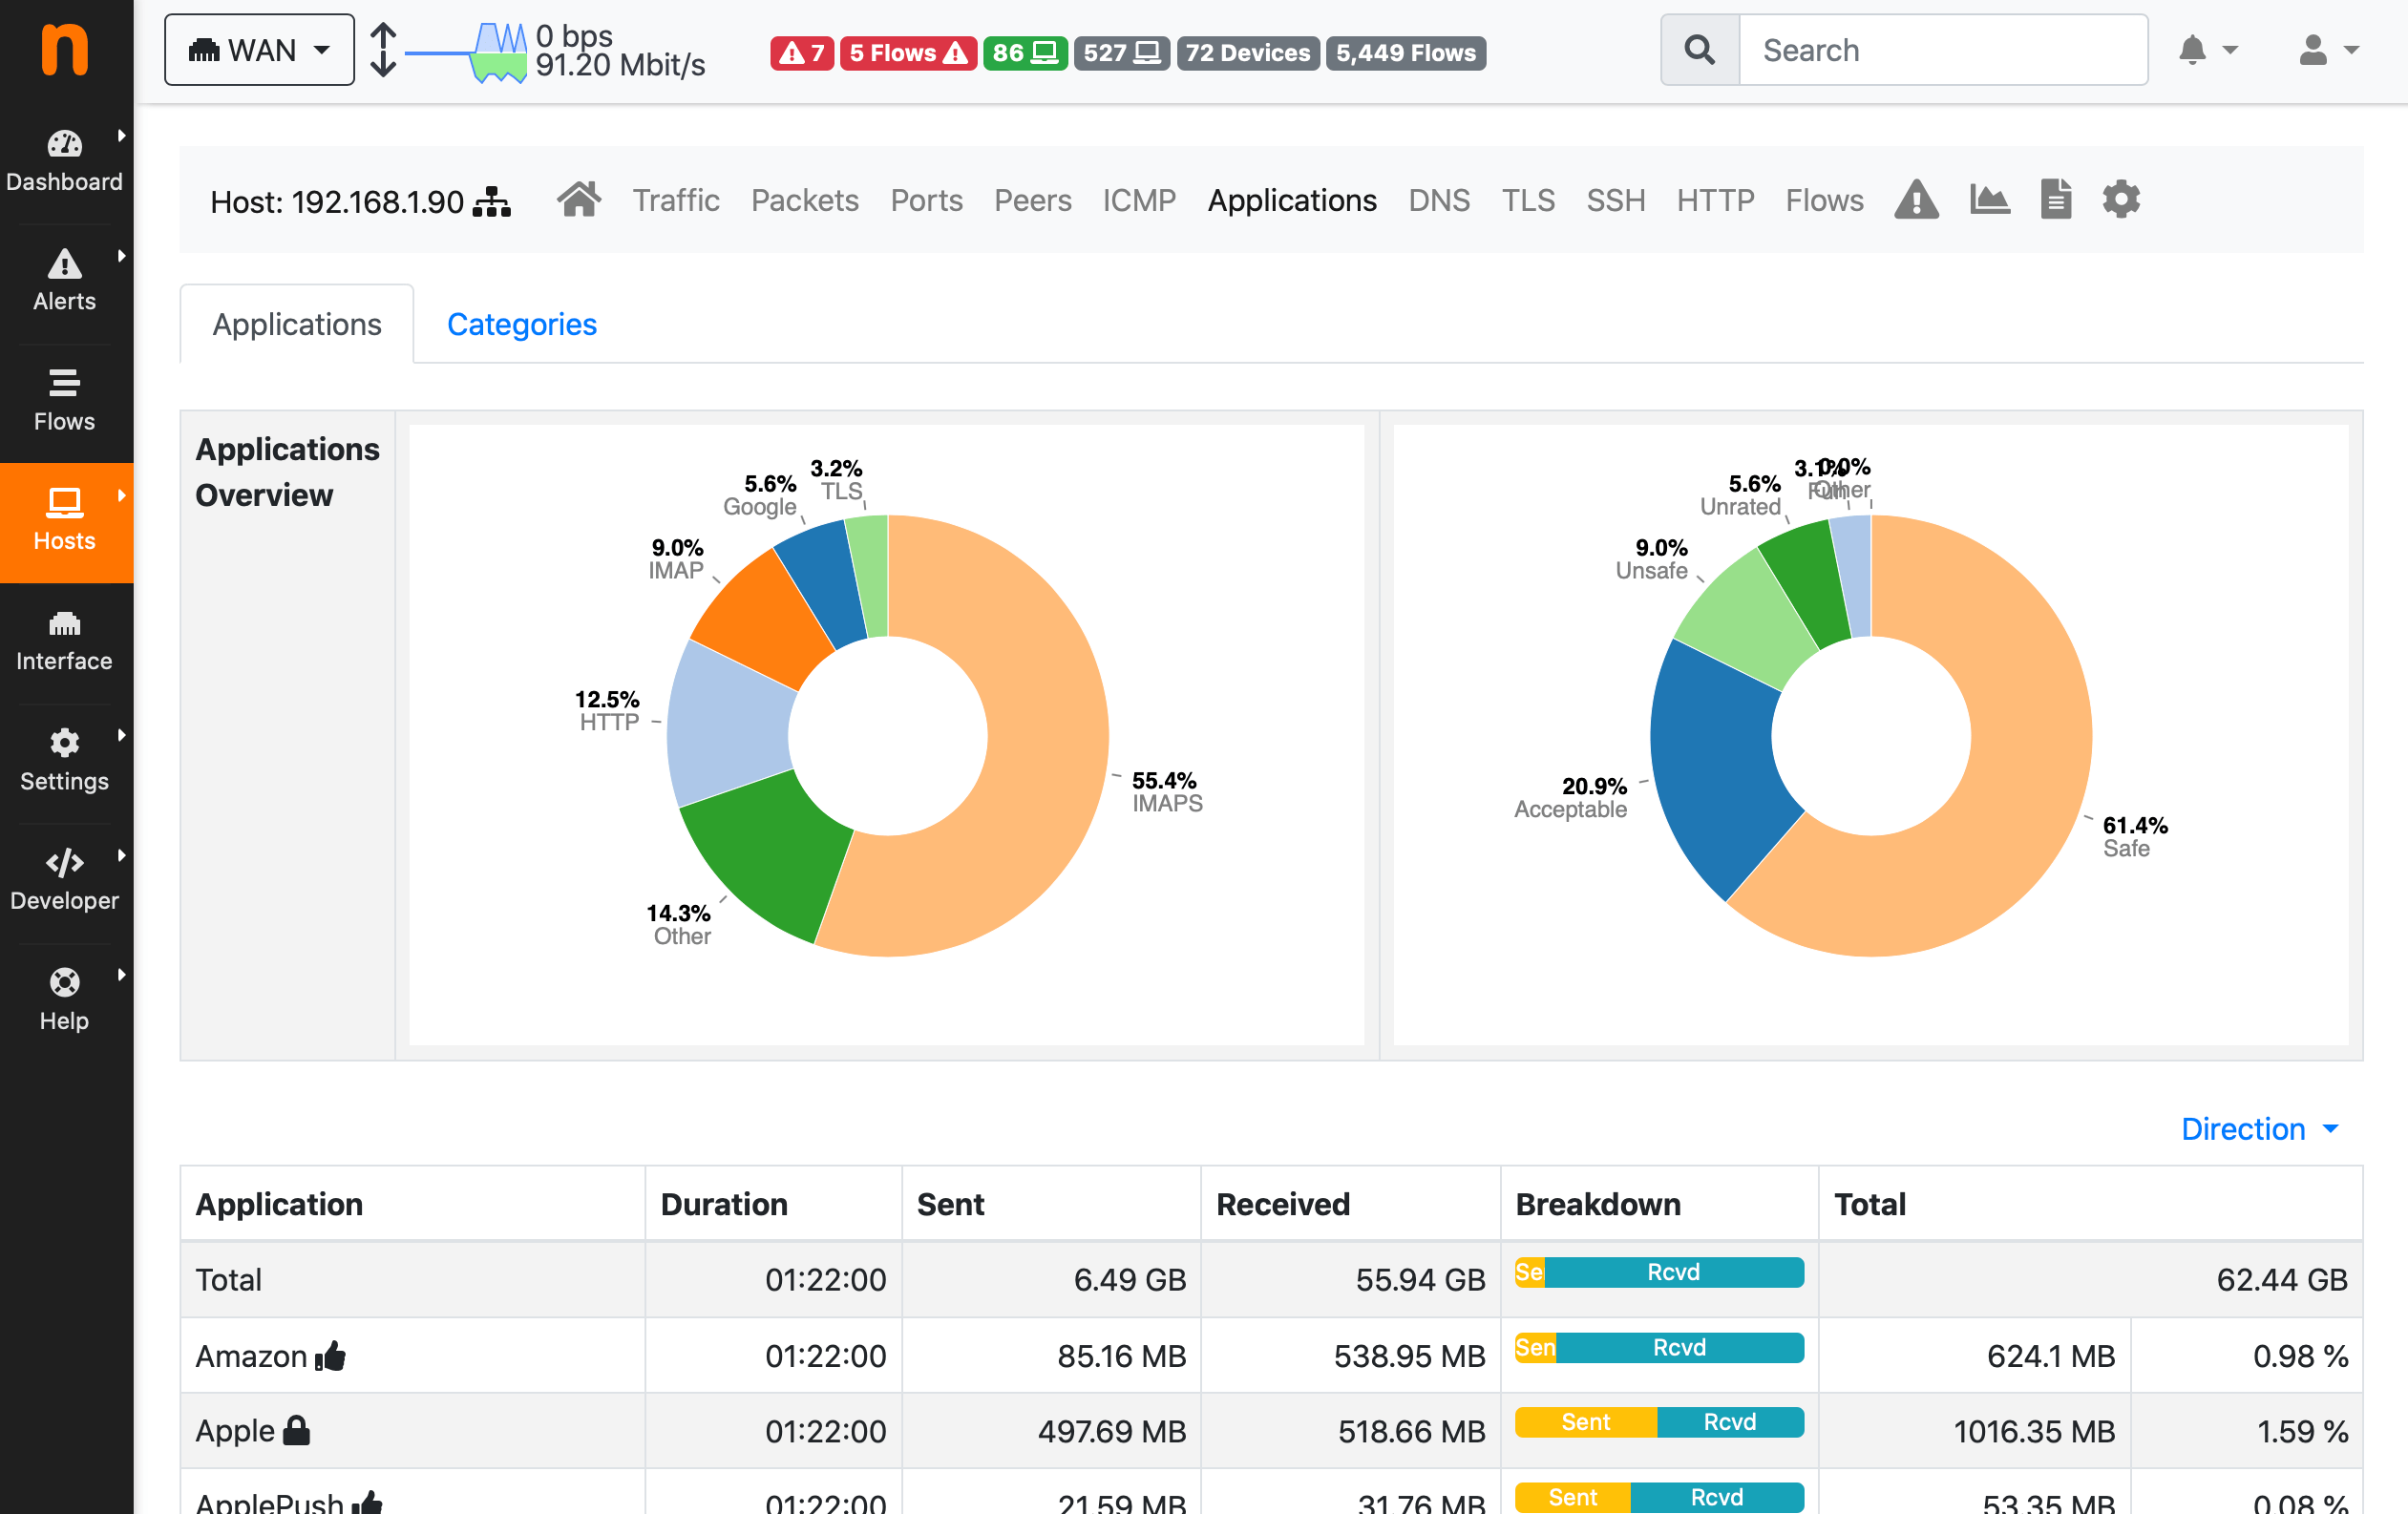 n
WAN
0 bps
91.20 Mbit/s
7
5 Flows
86
527
72 Devices
5,449 Flows
Search
Dashboard
Alerts
Flows
Hosts
Interface
Settings
Developer
Help
Host: 192.168.1.90 Traffic Packets Ports Peers ICMP Applications DNS TLS SSH HTTP Flows
Applications Categories
Applications
Overview
3.2%
TLS
5.6%
Google
9.0%
IMAP
12.5%
HTTP
14.3%
Other
55.4%
IMAPS
0.0%
Other
3.1%
Fun
5.6%
Unrated
9.0%
Unsafe
20.9%
Acceptable
61.4%
Safe
Direction
Application Duration Sent Received Breakdown Total
Total 01:22:00 6.49 GB 55.94 GB Se Rcvd 62.44 GB
Amazon 01:22:00 85.16 MB 538.95 MB Sen Rcvd 624.1 MB 0.98 %
Apple 01:22:00 497.69 MB 518.66 MB Sent Rcvd 1016.35 MB 1.59 %
ApplePush 01:22:00 21.59 MB 31.76 MB Sent Rcvd 53.35 MB 0.08 %